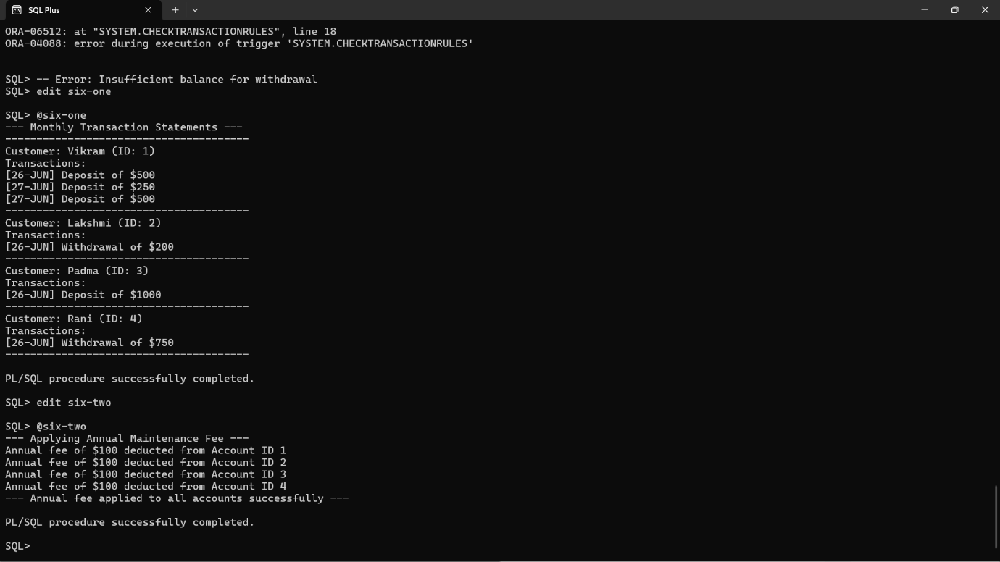 SQL Plus
ORA-06512: at "SYSTEM.CHECKTRANSACTIONRULES", line 18
ORA-04088: error during execution of trigger 'SYSTEM.CHECKTRANSACTIONRULES'
SQL> -- Error: Insufficient balance for withdrawal
SQL> edit six-one
SQL> @six-one
--- Monthly Transaction Statements ---
---------------------------------------
Customer: Vikram (ID: 1)
Transactions:
[26-JUN] Deposit of $500
[27-JUN] Deposit of $250
[27-JUN] Deposit of $500
---------------------------------------
Customer: Lakshmi (ID: 2)
Transactions:
[26-JUN] Withdrawal of $200
---------------------------------------
Customer: Padma (ID: 3)
Transactions:
[26-JUN] Deposit of $1000
---------------------------------------
Customer: Rani (ID: 4)
Transactions:
[26-JUN] Withdrawal of $750
---------------------------------------
PL/SQL procedure successfully completed.
SQL> edit six-two
SQL> @six-two
--- Applying Annual Maintenance Fee ---
Annual fee of $100 deducted from Account ID 1
Annual fee of $100 deducted from Account ID 2
Annual fee of $100 deducted from Account ID 3
Annual fee of $100 deducted from Account ID 4
--- Annual fee applied to all accounts successfully ---
PL/SQL procedure successfully completed.
SQL>